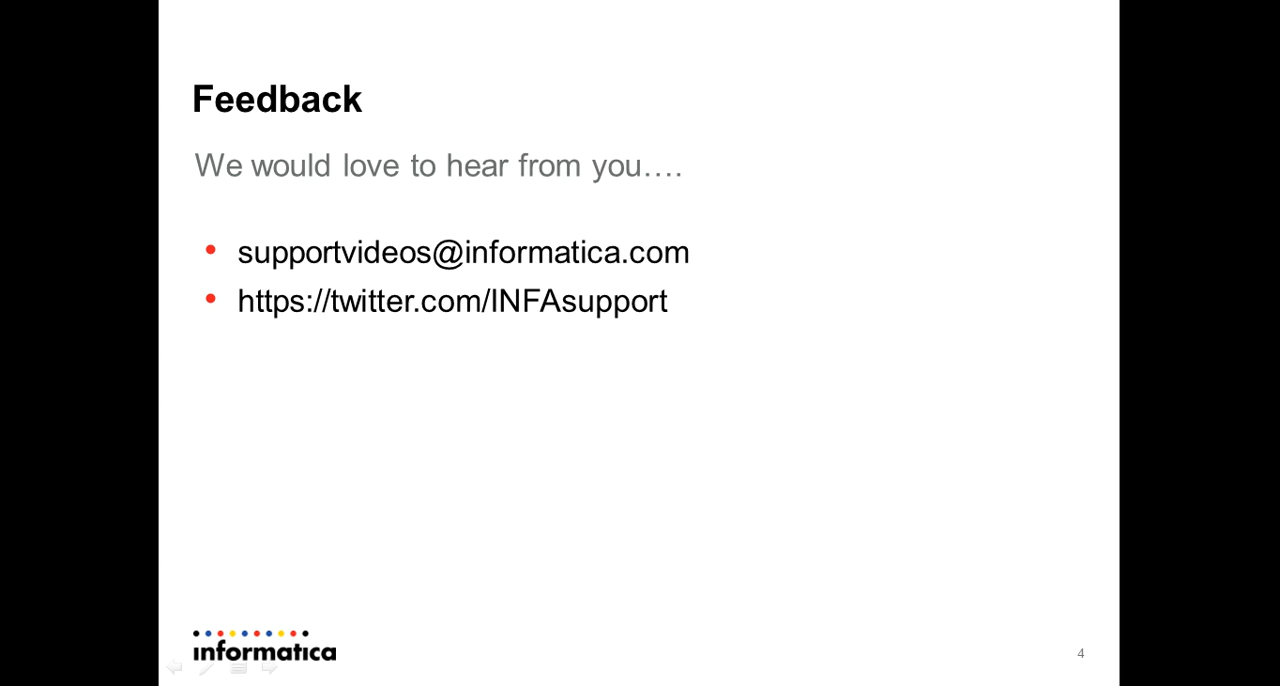 Feedback
We would love to hear from you….
• supportvideos@informatica.com
• https://twitter.com/INFAsupport
informatica
4